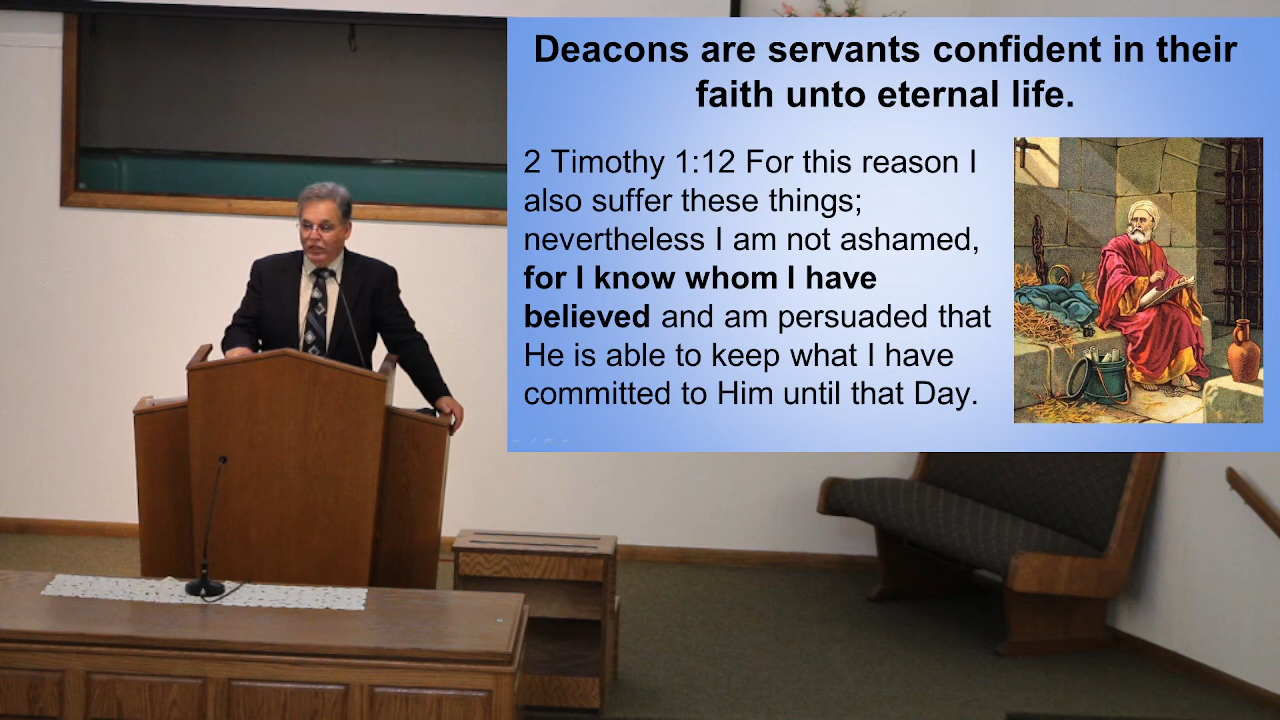 Deacons are servants confident in their
faith unto eternal life.
2 Timothy 1:12 For this reason I
also suffer these things;
nevertheless I am not ashamed,
for I know whom I have
believed and am persuaded that
He is able to keep what I have
committed to Him until that Day.